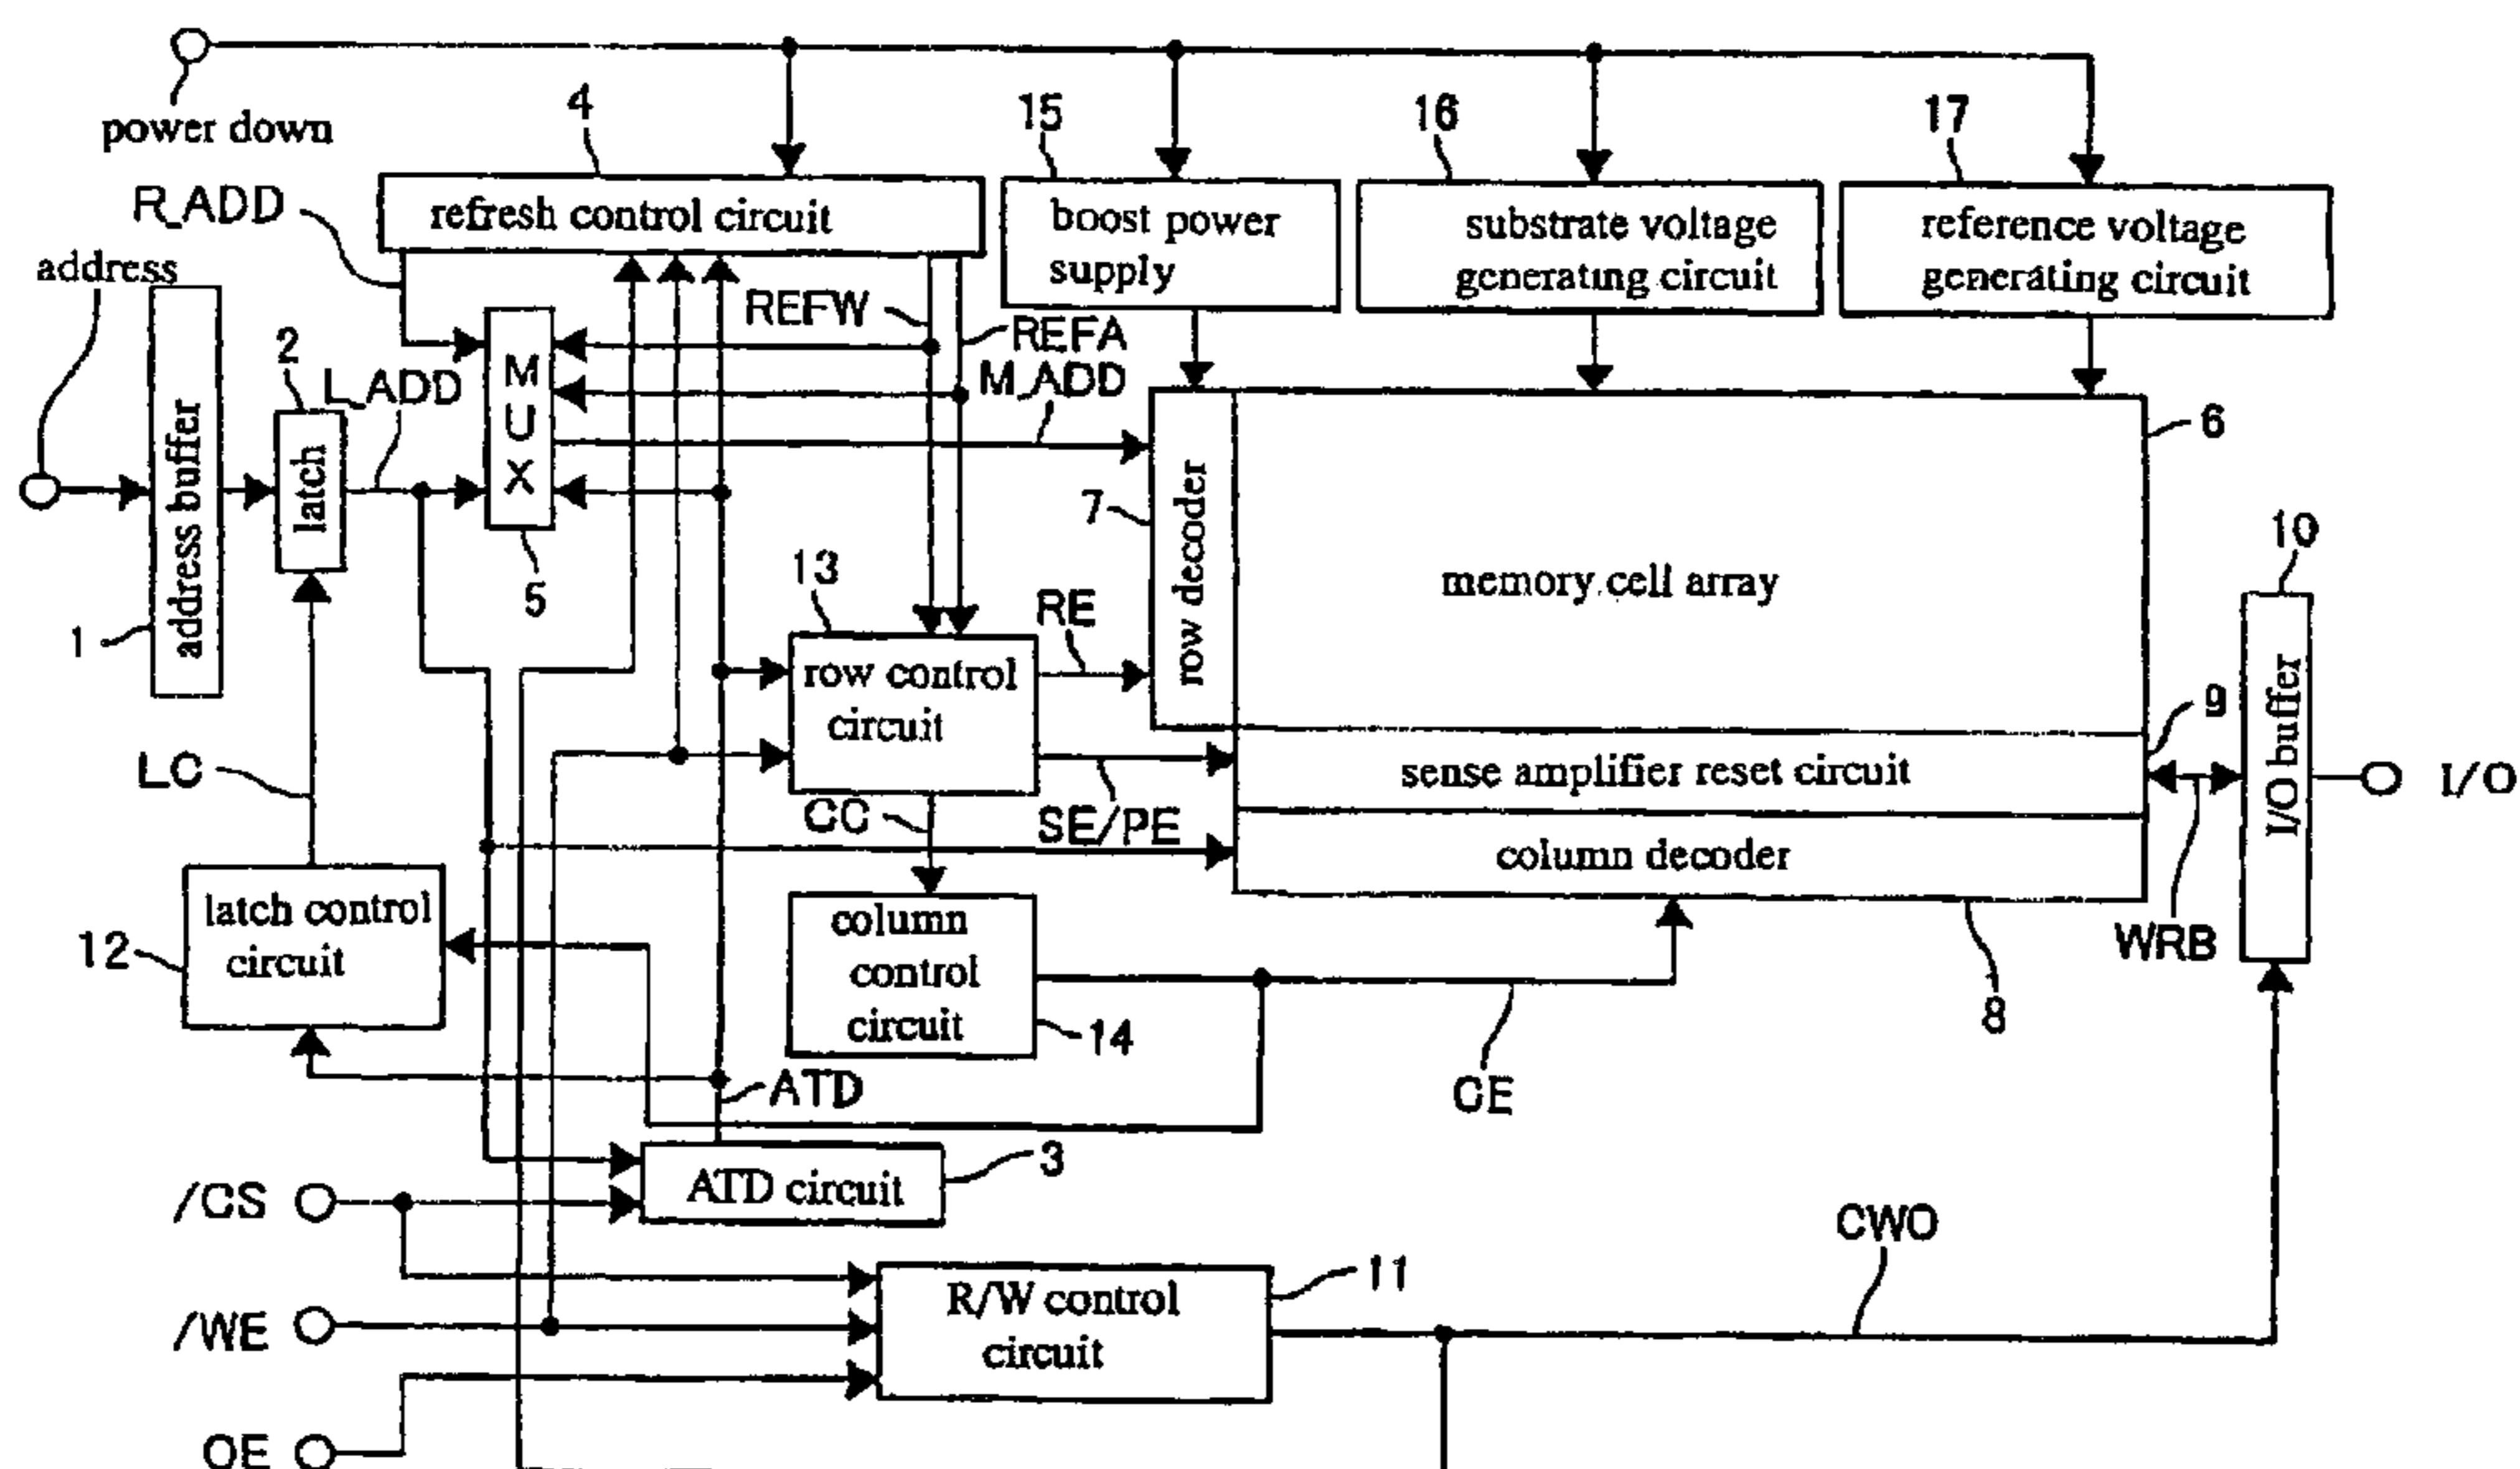 power down
4
15
16
17
R_ADD
refresh control circuit
boost power
supply
substrate voltage
generating circuit
reference voltage
generating circuit
address
REFW
REFA
M_ADD
2
L_ADD
MUX
6
address buffer
latch
row decoder
7
memory cell array
10
5
13
RE
1
row control
circuit
I/O buffer
9
LC
CC
SE/PE
sense amplifier reset circuit
I/O
column decoder
latch control
circuit
12
column
control
circuit
14
WRB
8
ATD
CE
3
/CS
ATD circuit
CWO
11
/WE
R/W control
circuit
OE